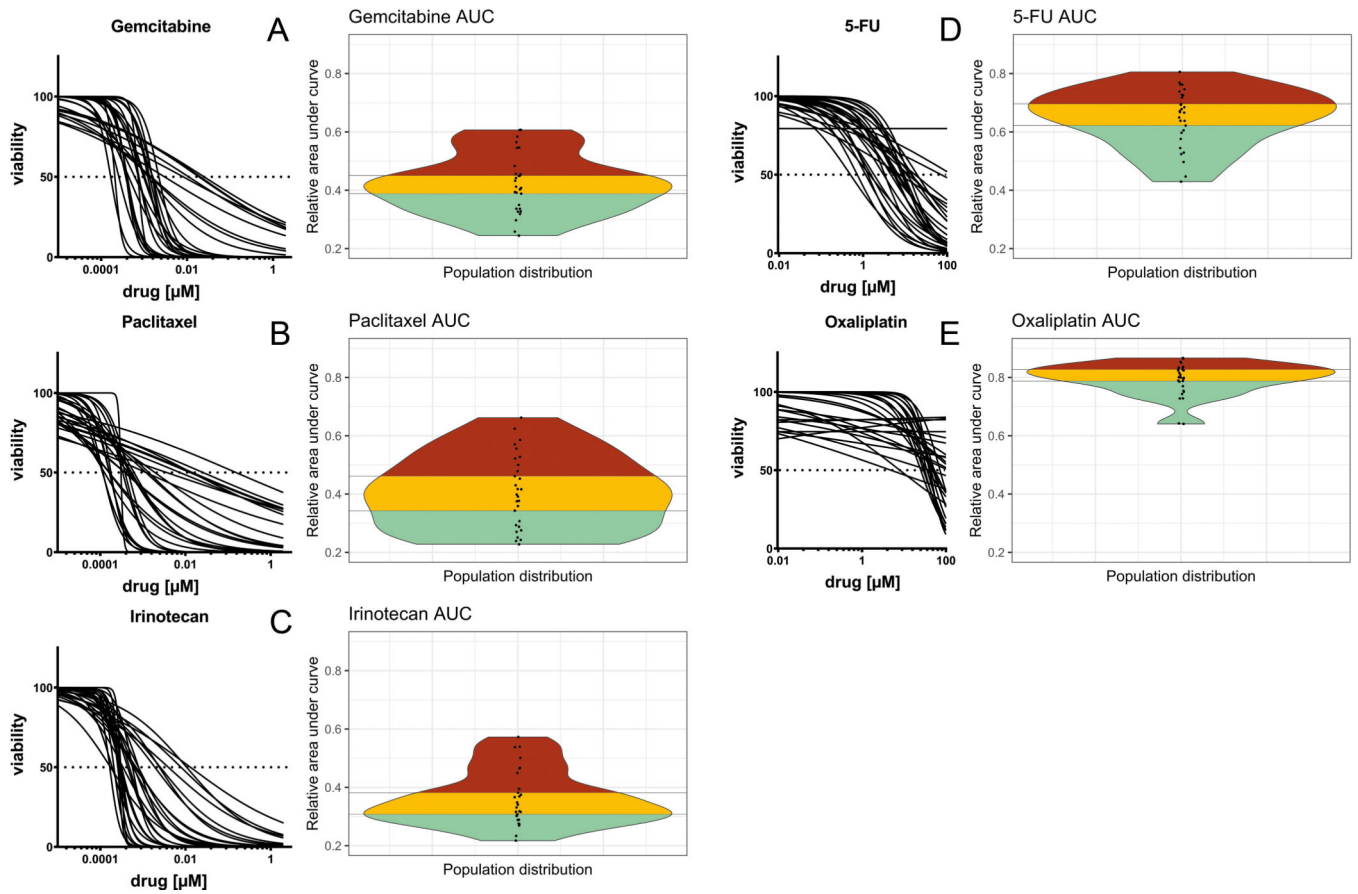 Gemcitabine
A
viability
100
50
0
0.0001
0.01
1
drug [µM]
Gemcitabine AUC
Relative area under curve
0.8
0.6
0.4
0.2
Population distribution
5-FU
D
viability
100
50
0
0.01
1
100
drug [µM]
5-FU AUC
Relative area under curve
0.8
0.6
0.4
0.2
Population distribution
Paclitaxel
B
viability
100
50
0
0.0001
0.01
1
drug [µM]
Paclitaxel AUC
Relative area under curve
0.8
0.6
0.4
0.2
Population distribution
Oxaliplatin
E
viability
100
50
0
0.01
1
100
drug [µM]
Oxaliplatin AUC
Relative area under curve
0.8
0.6
0.4
0.2
Population distribution
Irinotecan
C
viability
100
50
0
0.0001
0.01
1
drug [µM]
Irinotecan AUC
Relative area under curve
0.8
0.6
0.4
0.2
Population distribution